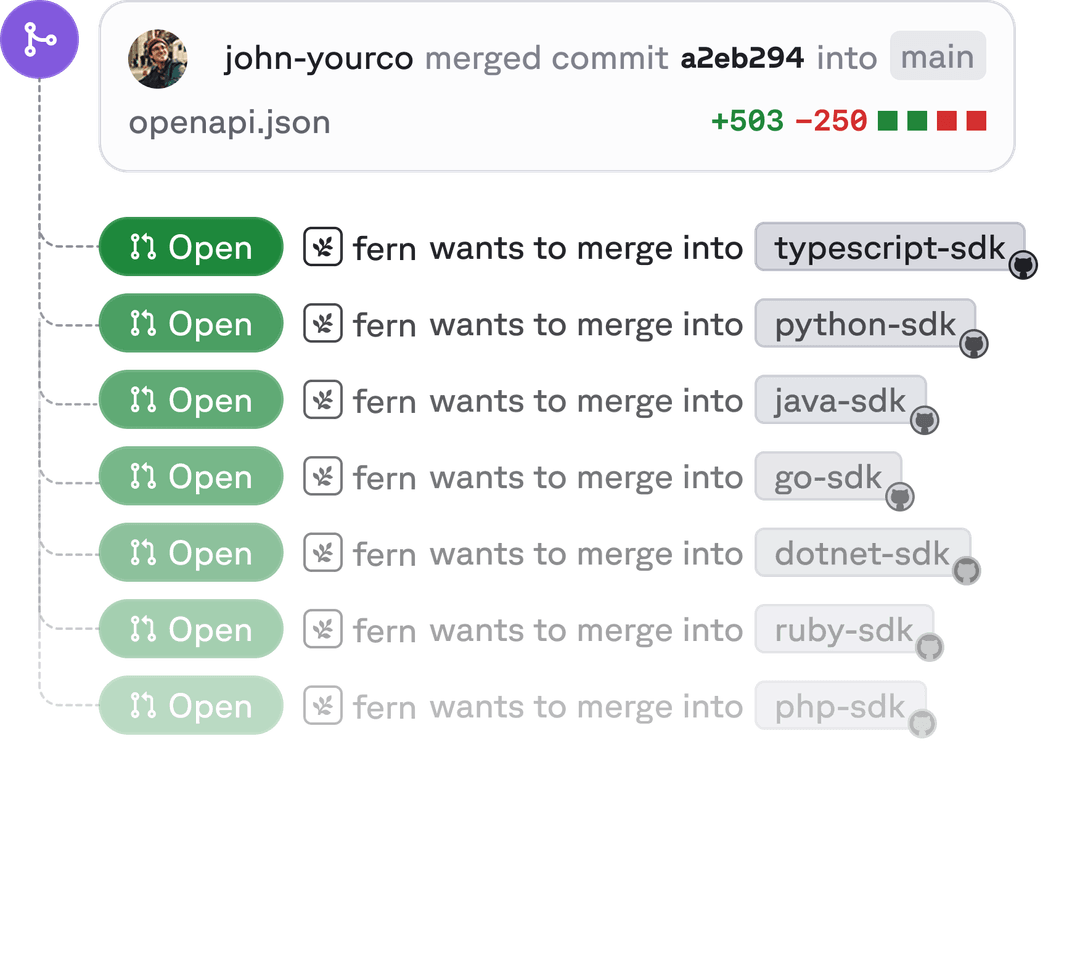 john-yourco merged commit a2eb294 into main
openapi.json +503 −250
Open fern wants to merge into typescript-sdk
Open fern wants to merge into python-sdk
Open fern wants to merge into java-sdk
Open fern wants to merge into go-sdk
Open fern wants to merge into dotnet-sdk
Open fern wants to merge into ruby-sdk
Open fern wants to merge into php-sdk